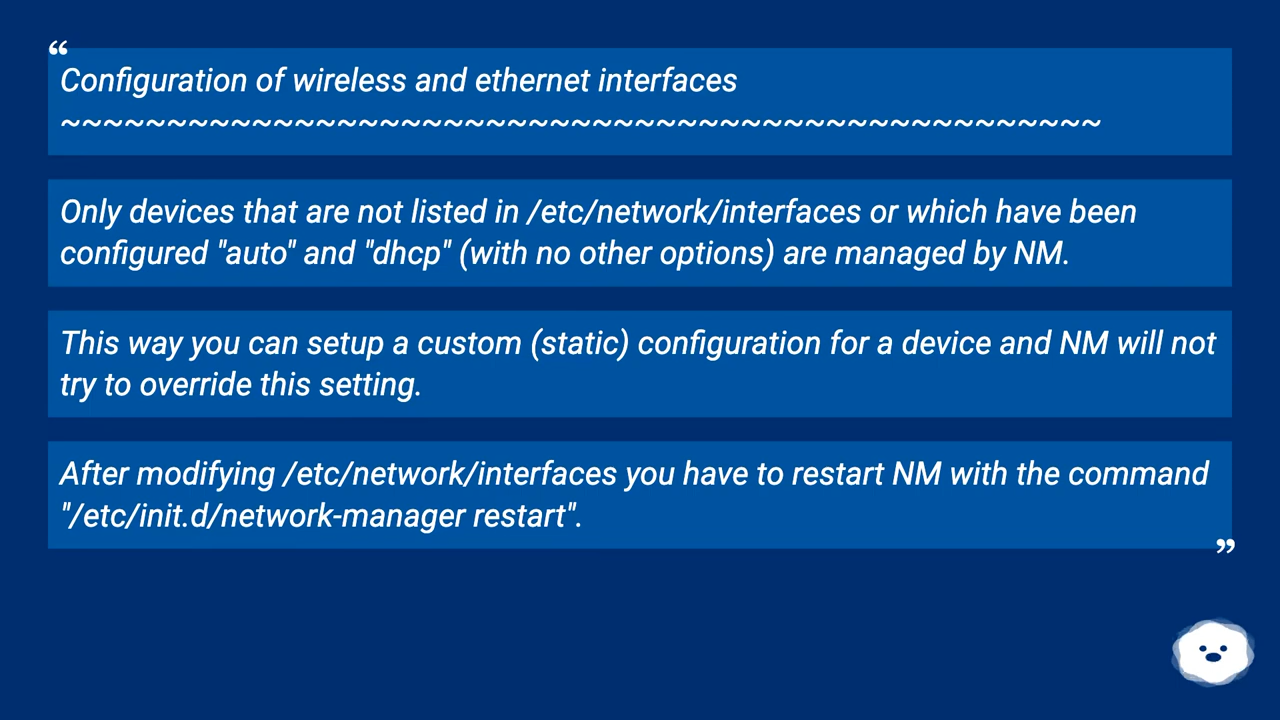 “
Configuration of wireless and ethernet interfaces
~~~~~~~~~~~~~~~~~~~~~~~~~~~~~~~~~~~~~~~~~~~~~~~~~
Only devices that are not listed in /etc/network/interfaces or which have been
configured "auto" and "dhcp" (with no other options) are managed by NM.
This way you can setup a custom (static) configuration for a device and NM will not
try to override this setting.
After modifying /etc/network/interfaces you have to restart NM with the command
"/etc/init.d/network-manager restart".
”